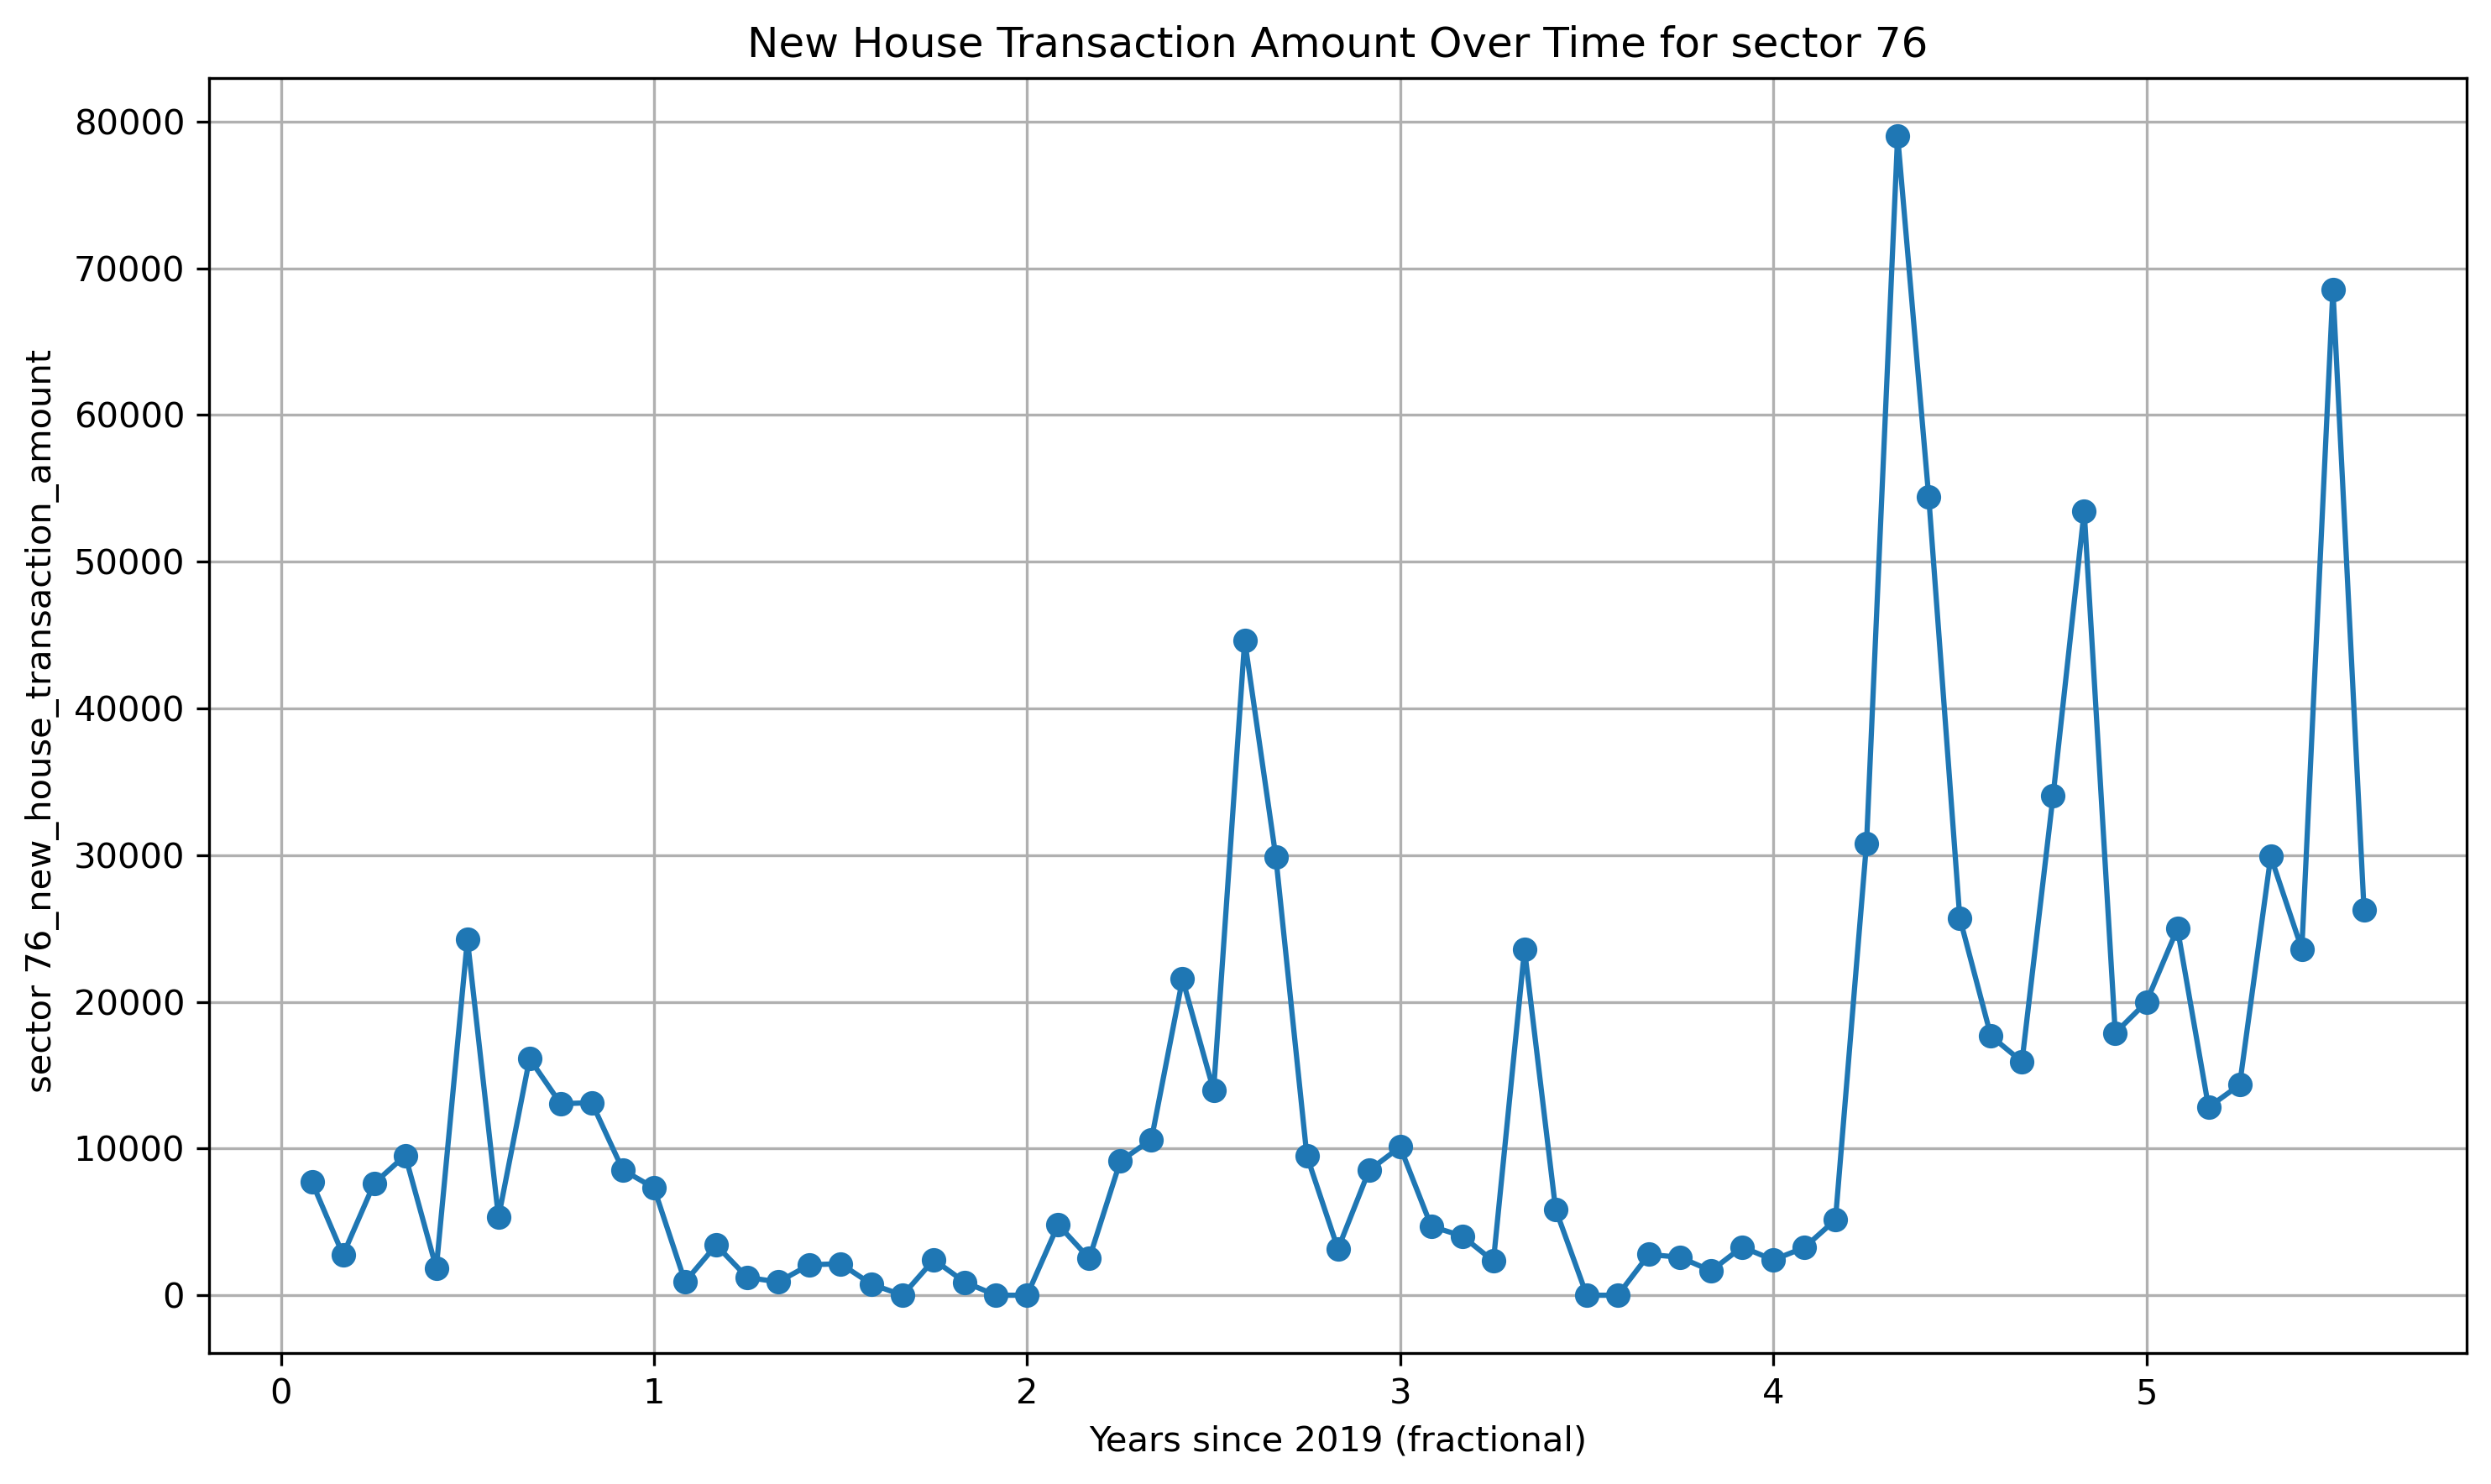 New House Transaction Amount Over Time for sector 76
sector 76_new_house_transaction_amount
80000
70000
60000
50000
40000
30000
20000
10000
0
0 1 2 3 4 5
Years since 2019 (fractional)